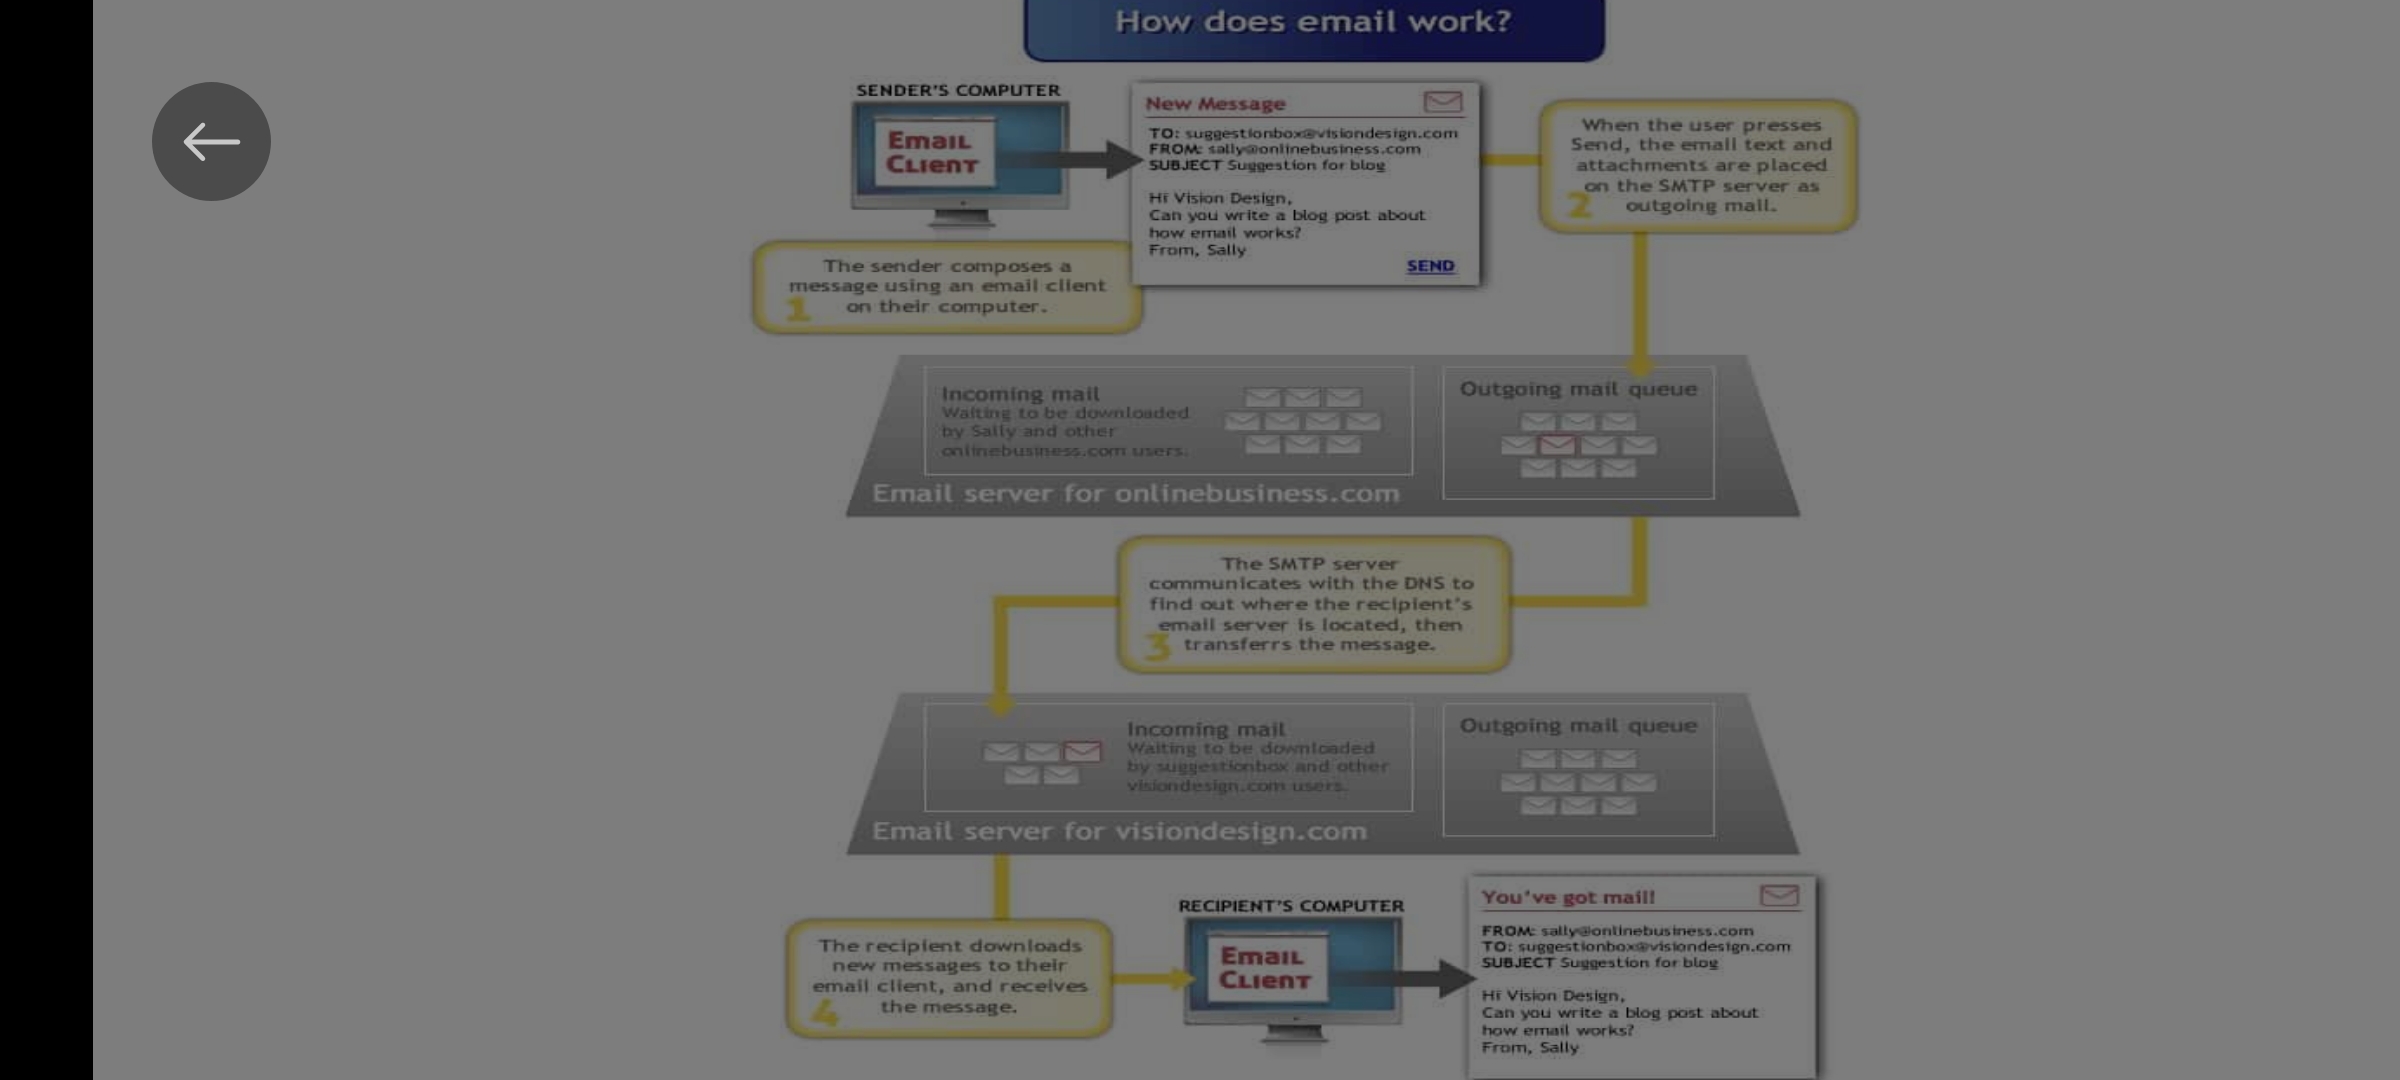 How does email work?
SENDER'S COMPUTER
EMAIL
CLIENT
New Message
TO: suggestionbox@visiondesign.com
FROM: sally@onlinebusiness.com
SUBJECT Suggestion for blog
Hi Vision Design,
Can you write a blog post about
how email works?
From, Sally
SEND
The sender composes a
message using an email client
on their computer.
1
When the user presses
Send, the email text and
attachments are placed
on the SMTP server as
outgoing mail.
2
Incoming mail
Waiting to be downloaded
by Sally and other
onlinebusiness.com users.
Outgoing mail queue
Email server for onlinebusiness.com
The SMTP server
communicates with the DNS to
find out where the recipient's
email server is located, then
transferrs the message.
3
Incoming mail
Waiting to be downloaded
by suggestionbox and other
visiondesign.com users.
Outgoing mail queue
Email server for visiondesign.com
The recipient downloads
new messages to their
email client, and receives
the message.
4
RECIPIENT'S COMPUTER
EMAIL
CLIENT
You've got mail!
FROM: sally@onlinebusiness.com
TO: suggestionbox@visiondesign.com
SUBJECT Suggestion for blog
Hi Vision Design,
Can you write a blog post about
how email works?
From, Sally